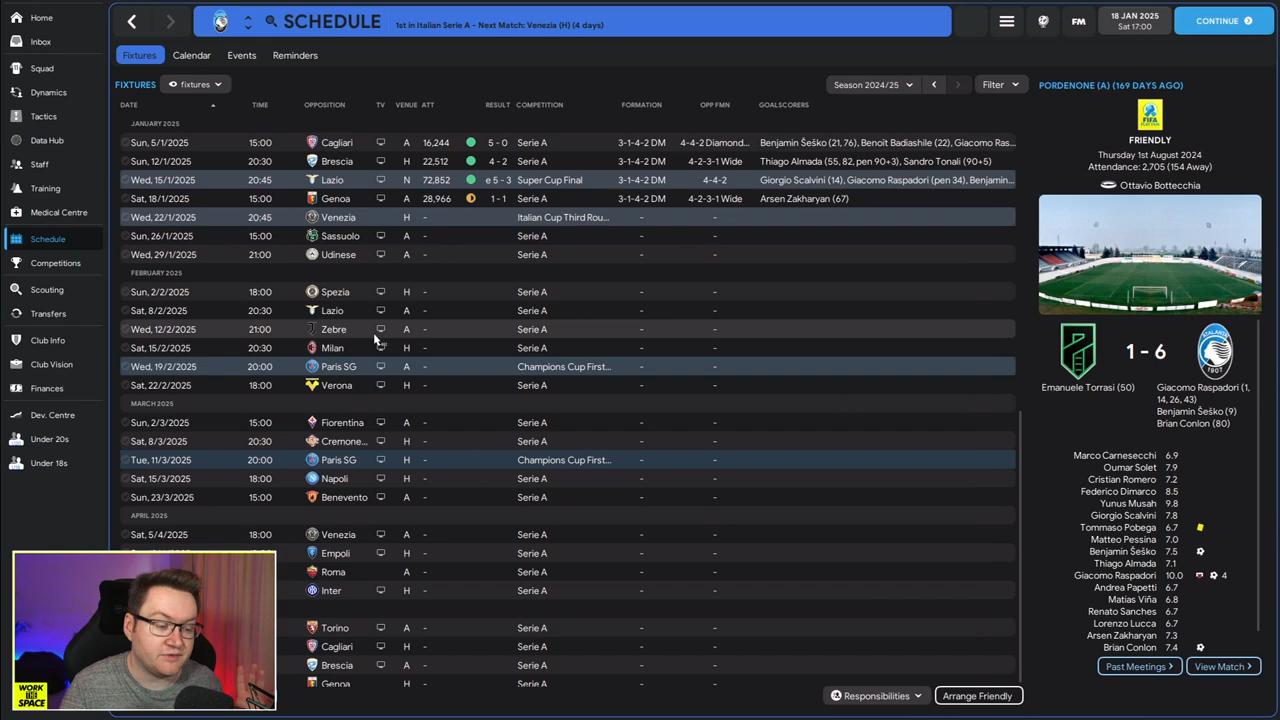 Home
Inbox
Squad
Dynamics
Tactics
Data Hub
Staff
Training
Medical Centre
Schedule
Competitions
Scouting
Transfers
Club Info
Club Vision
Finances
Dev. Centre
Under 20s
Under 18s
SCHEDULE
1st in Italian Serie A - Next Match: Venezia (H) (4 days)
FM
18 JAN 2025
Sat 17:00
CONTINUE
Fixtures Calendar Events Reminders
FIXTURES fixtures Season 2024/25 Filter
DATE TIME OPPOSITION TV VENUE ATT RESULT COMPETITION FORMATION OPP FMN GOALSCORERS
JANUARY 2025
Sun, 5/1/2025 15:00 Cagliari A 16,244 5 - 0 Serie A 3-1-4-2 DM 4-4-2 Diamond... Benjamin Šeško (21, 76), Benoît Badiashile (22), Giacomo Ras...
Sun, 12/1/2025 20:30 Brescia H 22,512 4 - 2 Serie A 3-1-4-2 DM 4-2-3-1 Wide Thiago Almada (55, 82, pen 90+3), Sandro Tonali (90+5)
Wed, 15/1/2025 20:45 Lazio N 72,852 e 5 - 3 Super Cup Final 3-1-4-2 DM 4-4-2 Giorgio Scalvini (14), Giacomo Raspadori (pen 34), Benjamin...
Sat, 18/1/2025 15:00 Genoa A 28,966 1 - 1 Serie A 3-1-4-2 DM 4-2-3-1 Wide Arsen Zakharyan (67)
Wed, 22/1/2025 20:45 Venezia H - Italian Cup Third Rou... - -
Sun, 26/1/2025 15:00 Sassuolo A - Serie A - -
Wed, 29/1/2025 21:00 Udinese A - Serie A - -
FEBRUARY 2025
Sun, 2/2/2025 18:00 Spezia H - Serie A - -
Sat, 8/2/2025 20:30 Lazio A - Serie A - -
Wed, 12/2/2025 21:00 Zebre A - Serie A - -
Sat, 15/2/2025 20:30 Milan H - Serie A - -
Wed, 19/2/2025 20:00 Paris SG A - Champions Cup First... - -
Sat, 22/2/2025 18:00 Verona H - Serie A - -
MARCH 2025
Sun, 2/3/2025 15:00 Fiorentina A - Serie A - -
Sat, 8/3/2025 20:30 Cremone... H - Serie A - -
Tue, 11/3/2025 20:00 Paris SG H - Champions Cup First... - -
Sat, 15/3/2025 18:00 Napoli H - Serie A - -
Sun, 23/3/2025 15:00 Benevento A - Serie A - -
APRIL 2025
Sat, 5/4/2025 18:00 Venezia H - Serie A - -
Empoli H - Serie A - -
Roma A - Serie A - -
Inter H - Serie A - -
Torino A - Serie A - -
Cagliari H - Serie A - -
Brescia A - Serie A - -
Genoa H - Serie A - -
Responsibilities Arrange Friendly
PORDENONE (A) (169 DAYS AGO)
FIFA
FRIENDLY
Thursday 1st August 2024
Attendance: 2,705 (154 Away)
Ottavio Bottecchia
1 - 6
ATALANTA
1907
Emanuele Torrasi (50)
Giacomo Raspadori (1,
14, 26, 43)
Benjamin Šeško (9)
Brian Conlon (80)
Marco Carnesecchi 6.9
Oumar Solet 7.9
Cristian Romero 7.2
Federico Dimarco 8.5
Yunus Musah 9.8
Giorgio Scalvini 7.8
Tommaso Pobega 6.7
Matteo Pessina 7.0
Benjamin Šeško 7.5
Thiago Almada 7.1
Giacomo Raspadori 10.0 4
Andrea Papetti 6.7
Matías Viña 6.8
Renato Sanches 6.7
Lorenzo Lucca 6.7
Arsen Zakharyan 7.3
Brian Conlon 7.4
Past Meetings View Match
WORK
THE
SPACE